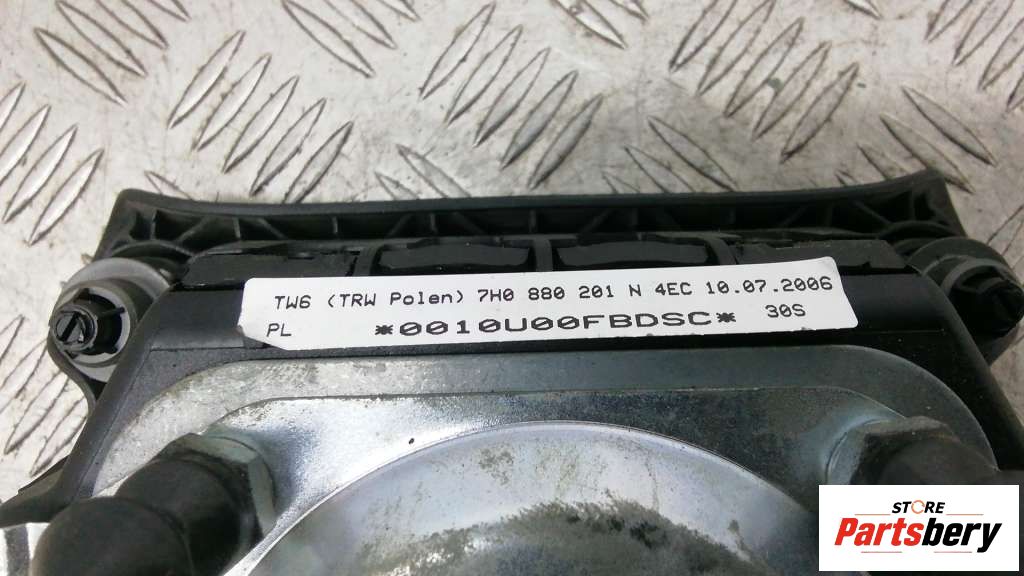 TW6 (TRW Polen) 7H0 880 201 N 4EC 10.07.2006
PL *0010U00FBDSC* 30S
STORE
Partsbery